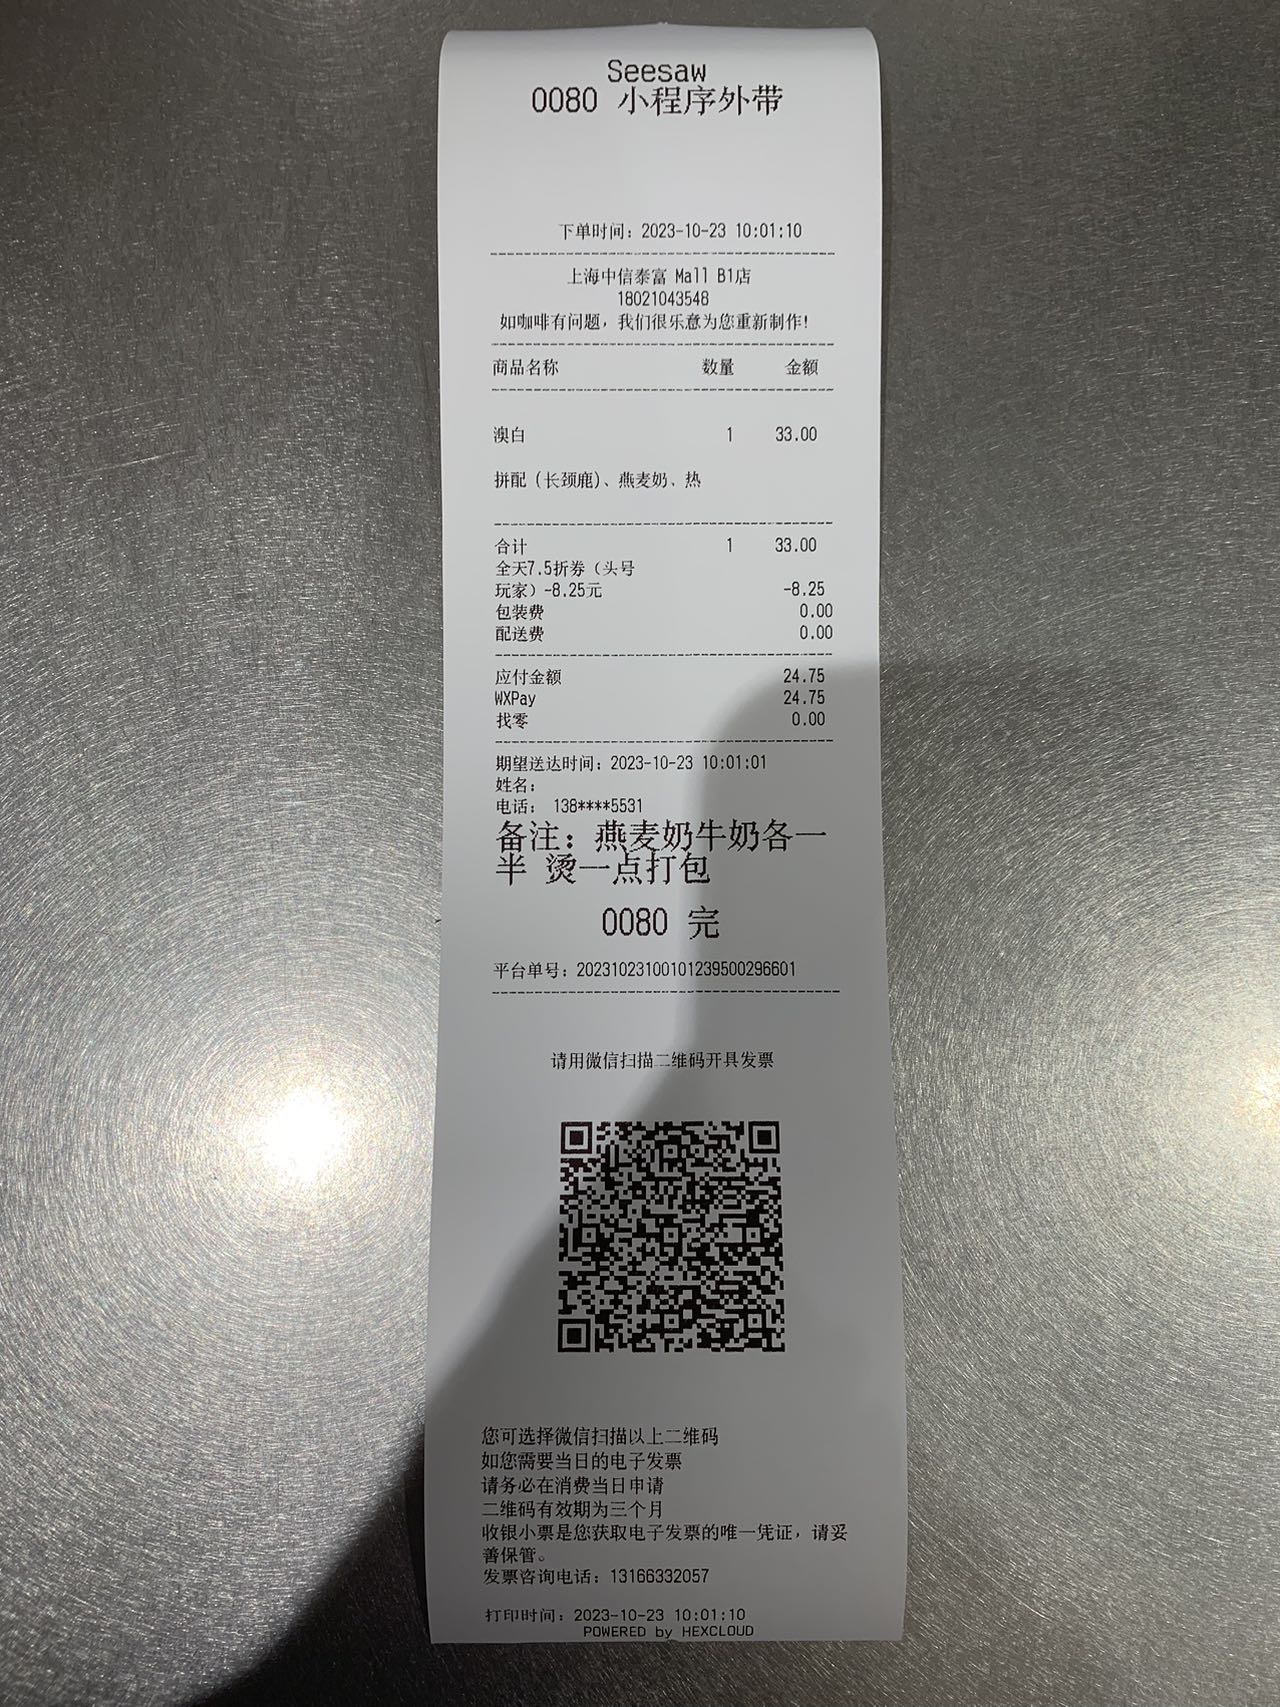 Seesaw
0080 小程序外带
下单时间：2023-10-23 10:01:10
上海中信泰富 Mall B1店
18021043548
如咖啡有问题，我们很乐意为您重新制作！
商品名称 数量 金额
澳白 1 33.00
拼配（长颈鹿）、燕麦奶、热
合计 1 33.00
全天7.5折券（头号
玩家）-8.25元 -8.25
包装费 0.00
配送费 0.00
应付金额 24.75
WXPay 24.75
找零 0.00
期望送达时间：2023-10-23 10:01:01
姓名：
电话： 138****5531
备注：燕麦奶牛奶各一
半 烫一点打包
0080 完
平台单号：20231023100101239500296601
请用微信扫描二维码开具发票
您可选择微信扫描以上二维码
如您需要当日的电子发票
请务必在消费当日申请
二维码有效期为三个月
收银小票是您获取电子发票的唯一凭证，请妥
善保管。
发票咨询电话：13166332057
打印时间：2023-10-23 10:01:10
POWERED by HEXCLOUD